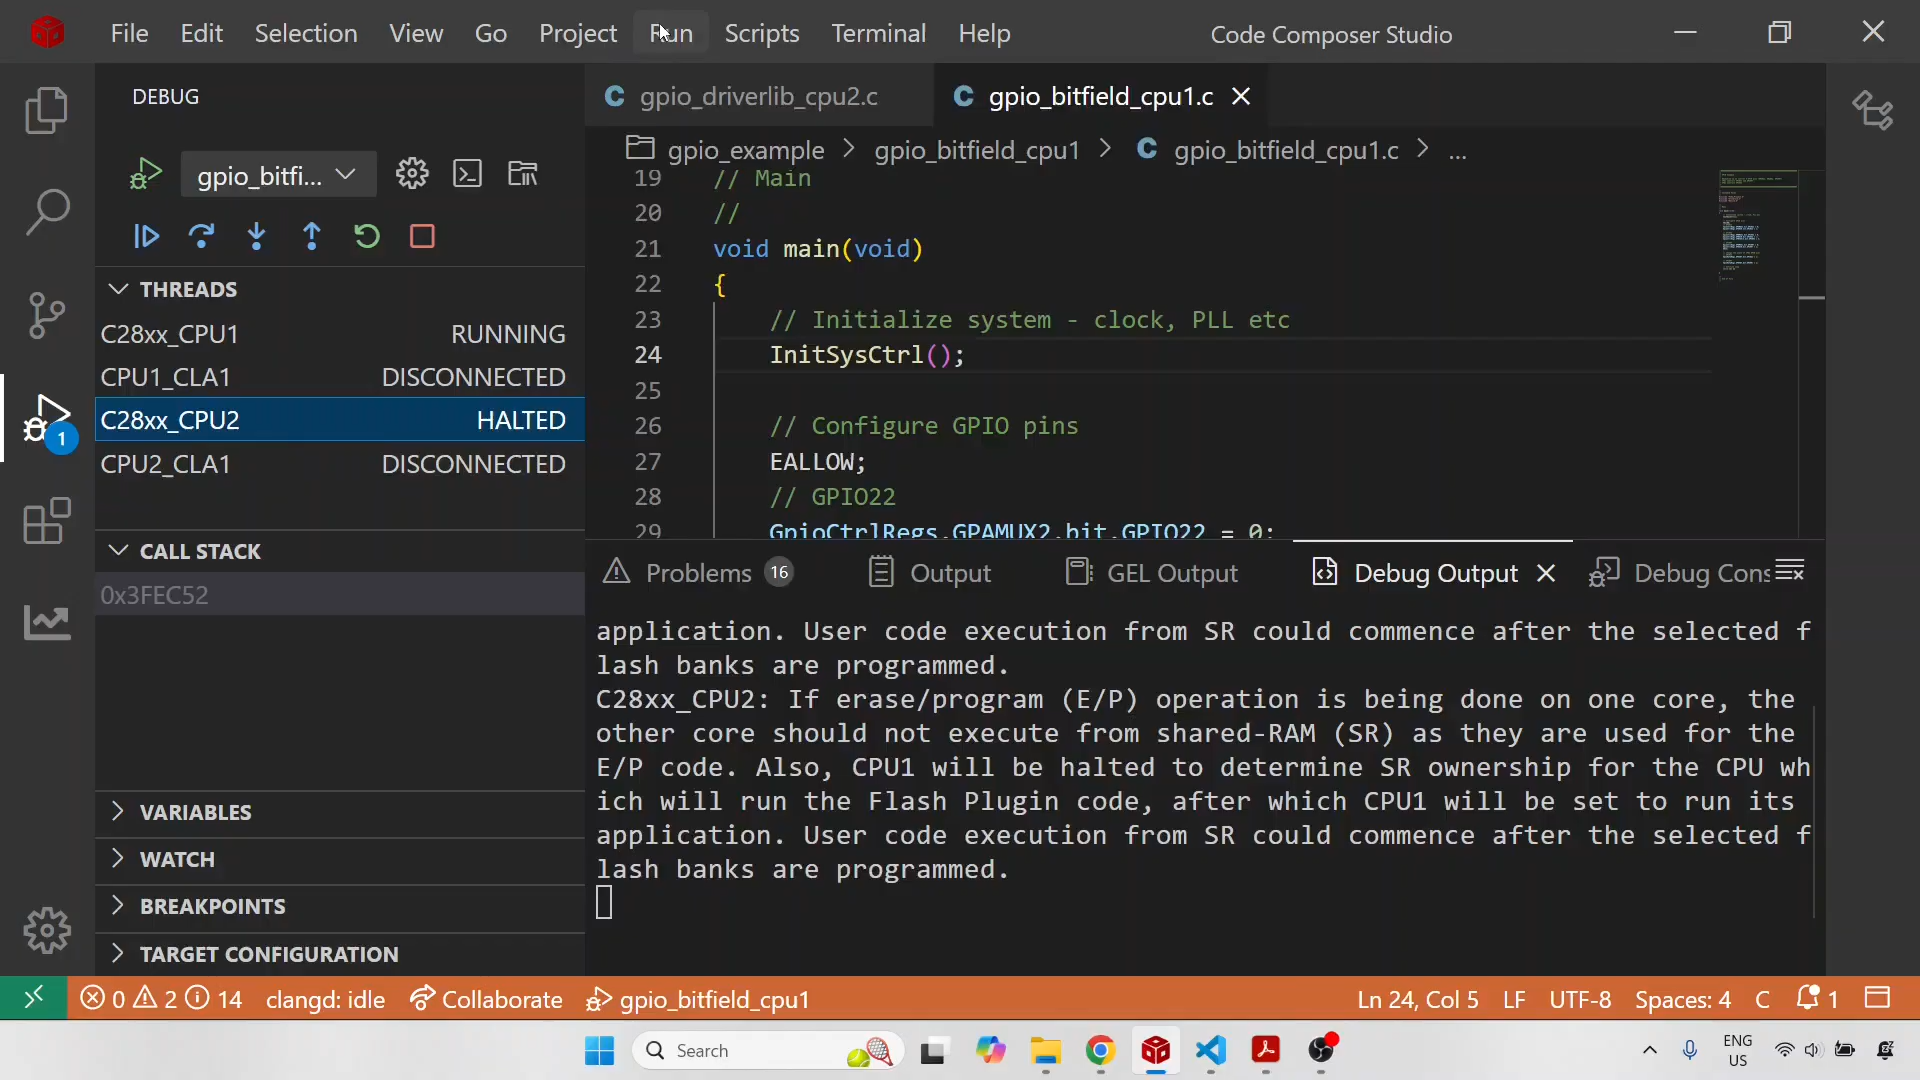 File Edit Selection View Go Project Run Scripts Terminal Help Code Composer Studio
DEBUG
gpio_bitfi...
THREADS
C28xx_CPU1 RUNNING
CPU1_CLA1 DISCONNECTED
C28xx_CPU2 HALTED
CPU2_CLA1 DISCONNECTED
CALL STACK
0x3FEC52
VARIABLES
WATCH
BREAKPOINTS
TARGET CONFIGURATION
1
C gpio_driverlib_cpu2.c C gpio_bitfield_cpu1.c
gpio_example > gpio_bitfield_cpu1 > C gpio_bitfield_cpu1.c > ...
19 // Main
20 //
21 void main(void)
22 {
23 // Initialize system - clock, PLL etc
24 InitSysCtrl();
25
26 // Configure GPIO pins
27 EALLOW;
28 // GPIO22
29 GpioCtrlRegs.GPAMUX2.bit.GPIO22 = 0;
Problems 16 Output GEL Output Debug Output Debug Cons
application. User code execution from SR could commence after the selected f
lash banks are programmed.
C28xx_CPU2: If erase/program (E/P) operation is being done on one core, the
other core should not execute from shared-RAM (SR) as they are used for the
E/P code. Also, CPU1 will be halted to determine SR ownership for the CPU wh
ich will run the Flash Plugin code, after which CPU1 will be set to run its
application. User code execution from SR could commence after the selected f
lash banks are programmed.
0 2 14 clangd: idle Collaborate gpio_bitfield_cpu1 Ln 24, Col 5 LF UTF-8 Spaces: 4 C 1
Search ENG
US